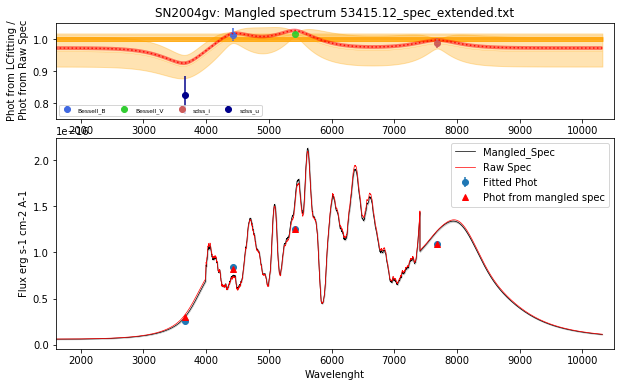 SN2004gv: Mangled spectrum 53415.12_spec_extended.txt
Phot from LCfitting /
Phot from Raw Spec
1.0
0.9
0.8
Bessell_B
Bessell_V
sdss_i
sdss_u
2000 3000 4000 5000 6000 7000 8000 9000 10000
1e−16
Flux erg s-1 cm-2 A-1
2.0
1.5
1.0
0.5
0.0
Mangled_Spec
Raw Spec
Fitted Phot
Phot from mangled spec
2000 3000 4000 5000 6000 7000 8000 9000 10000
Wavelenght